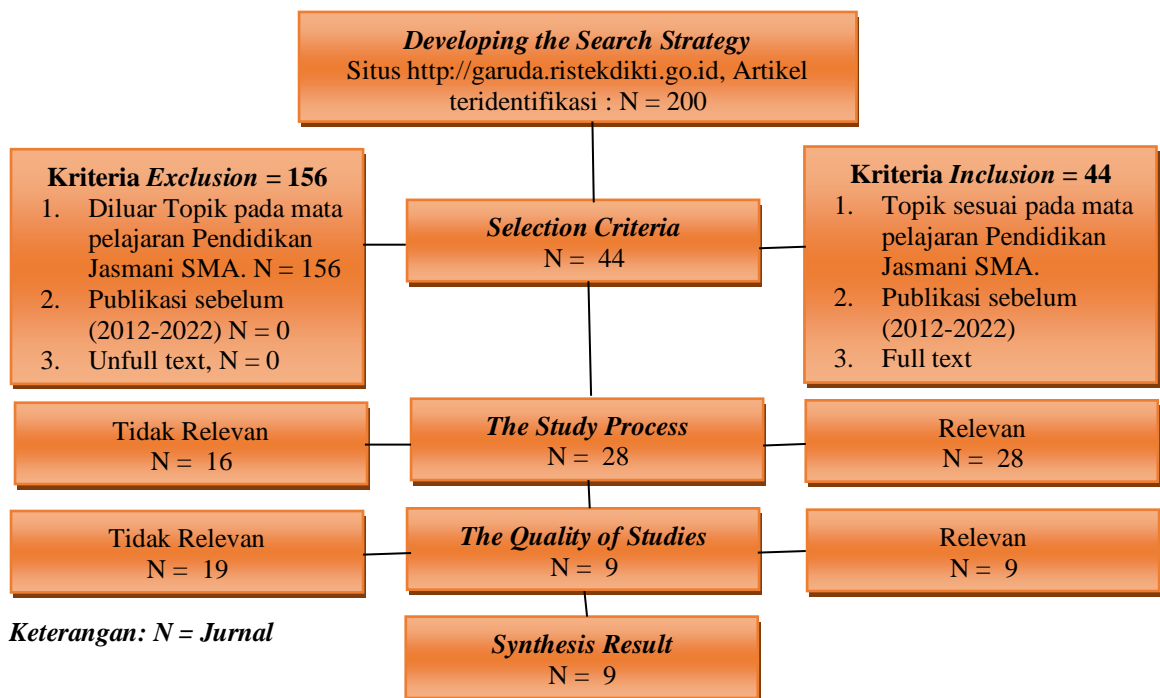 Developing the Search Strategy
Situs http://garuda.ristekdikti.go.id, Artikel
teridentifikasi : N = 200
Kriteria Exclusion = 156
1. Diluar Topik pada mata
pelajaran Pendidikan
Jasmani SMA. N = 156
2. Publikasi sebelum
(2012-2022) N = 0
3. Unfull text, N = 0
Selection Criteria
N = 44
Kriteria Inclusion = 44
1. Topik sesuai pada mata
pelajaran Pendidikan
Jasmani SMA.
2. Publikasi sebelum
(2012-2022)
3. Full text
Tidak Relevan
N = 16
The Study Process
N = 28
Relevan
N = 28
Tidak Relevan
N = 19
The Quality of Studies
N = 9
Relevan
N = 9
Keterangan: N = Jurnal
Synthesis Result
N = 9